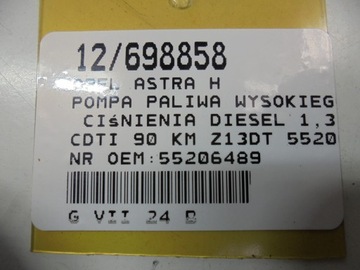 12/698858
OPEL ASTRA H
POMPA PALIWA WYSOKIEG
CIśNIENIA DIESEL 1,3
CDTI 90 KM Z13DT 5520
NR OEM:55206489
G VII 24 D